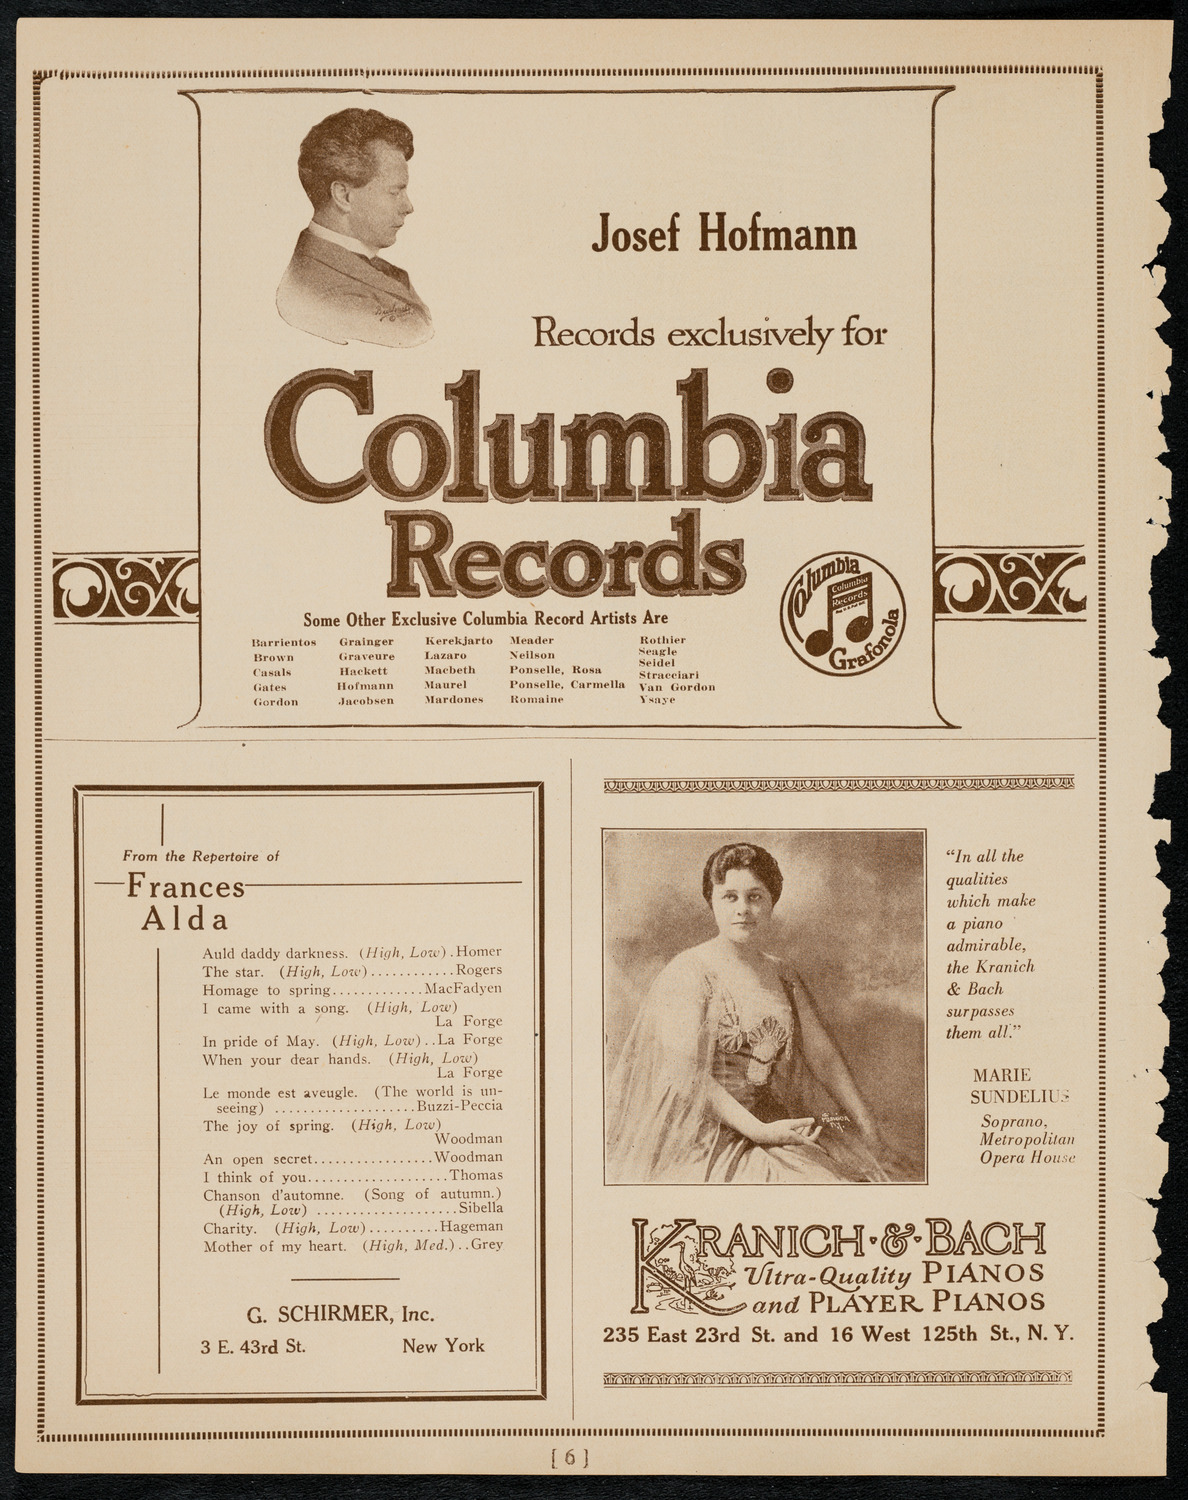 Josef Hofmann
Records exclusively for
Columbia
Records
Columbia
Columbia
Records
Grafonola
Some Other Exclusive Columbia Record Artists Are
Barrientos Grainger Kerekjarto Meader Rothier
Brown Graveure Lazaro Neilson Seagle
Casals Hackett Macbeth Ponselle, Rosa Seidel
Gates Hofmann Maurel Ponselle, Carmella Stracciari
Gordon Jacobsen Mardones Romaine Van Gordon
Ysaye
From the Repertoire of
Frances
Alda
Auld daddy darkness. (High, Low) . Homer
The star. (High, Low)............Rogers
Homage to spring.............MacFadyen
I came with a song. (High, Low)
La Forge
In pride of May. (High, Low)..La Forge
When your dear hands. (High, Low)
La Forge
Le monde est aveugle. (The world is un-
seeing) ....................Buzzi-Peccia
The joy of spring. (High, Low)
Woodman
An open secret.................Woodman
I think of you....................Thomas
Chanson d'automne. (Song of autumn.)
(High, Low) ....................Sibella
Charity. (High, Low)..........Hageman
Mother of my heart. (High, Med.)..Grey
G. SCHIRMER, Inc.
3 E. 43rd St. New York
"In all the
qualities
which make
a piano
admirable,
the Kranich
& Bach
surpasses
them all."
MARIE
SUNDELIUS
Soprano,
Metropolitan
Opera House
KRANICH·&·BACH
Ultra-Quality PIANOS
and PLAYER PIANOS
235 East 23rd St. and 16 West 125th St., N. Y.
[ 6 ]